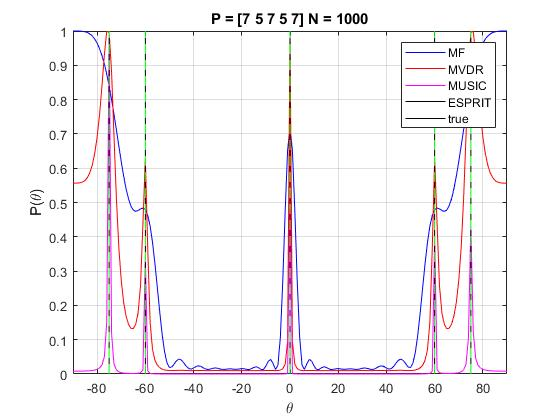 P = [7 5 7 5 7] N = 1000
1
0.9
0.8
0.7
0.6
0.5
0.4
0.3
0.2
0.1
0
P(θ)
MF
MVDR
MUSIC
ESPRIT
true
-80 -60 -40 -20 0 20 40 60 80
θ